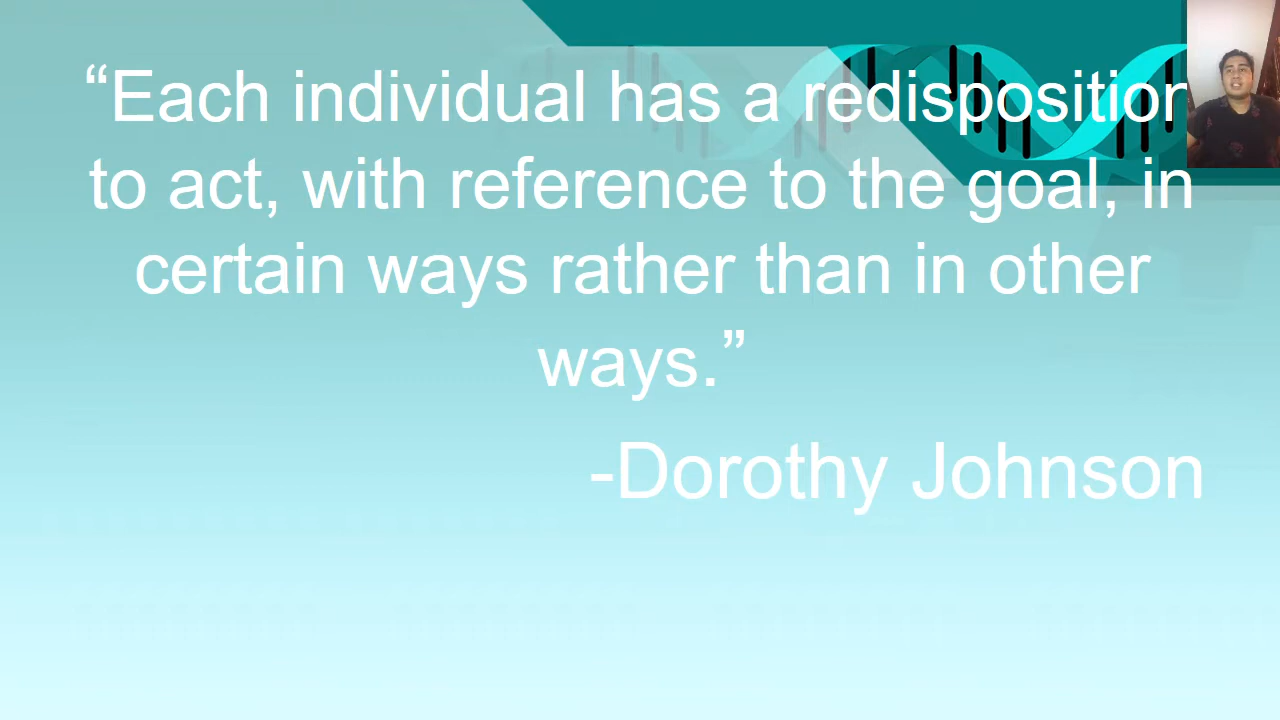 “Each individual has a redisposition
to act, with reference to the goal, in
certain ways rather than in other
ways.”
-Dorothy Johnson